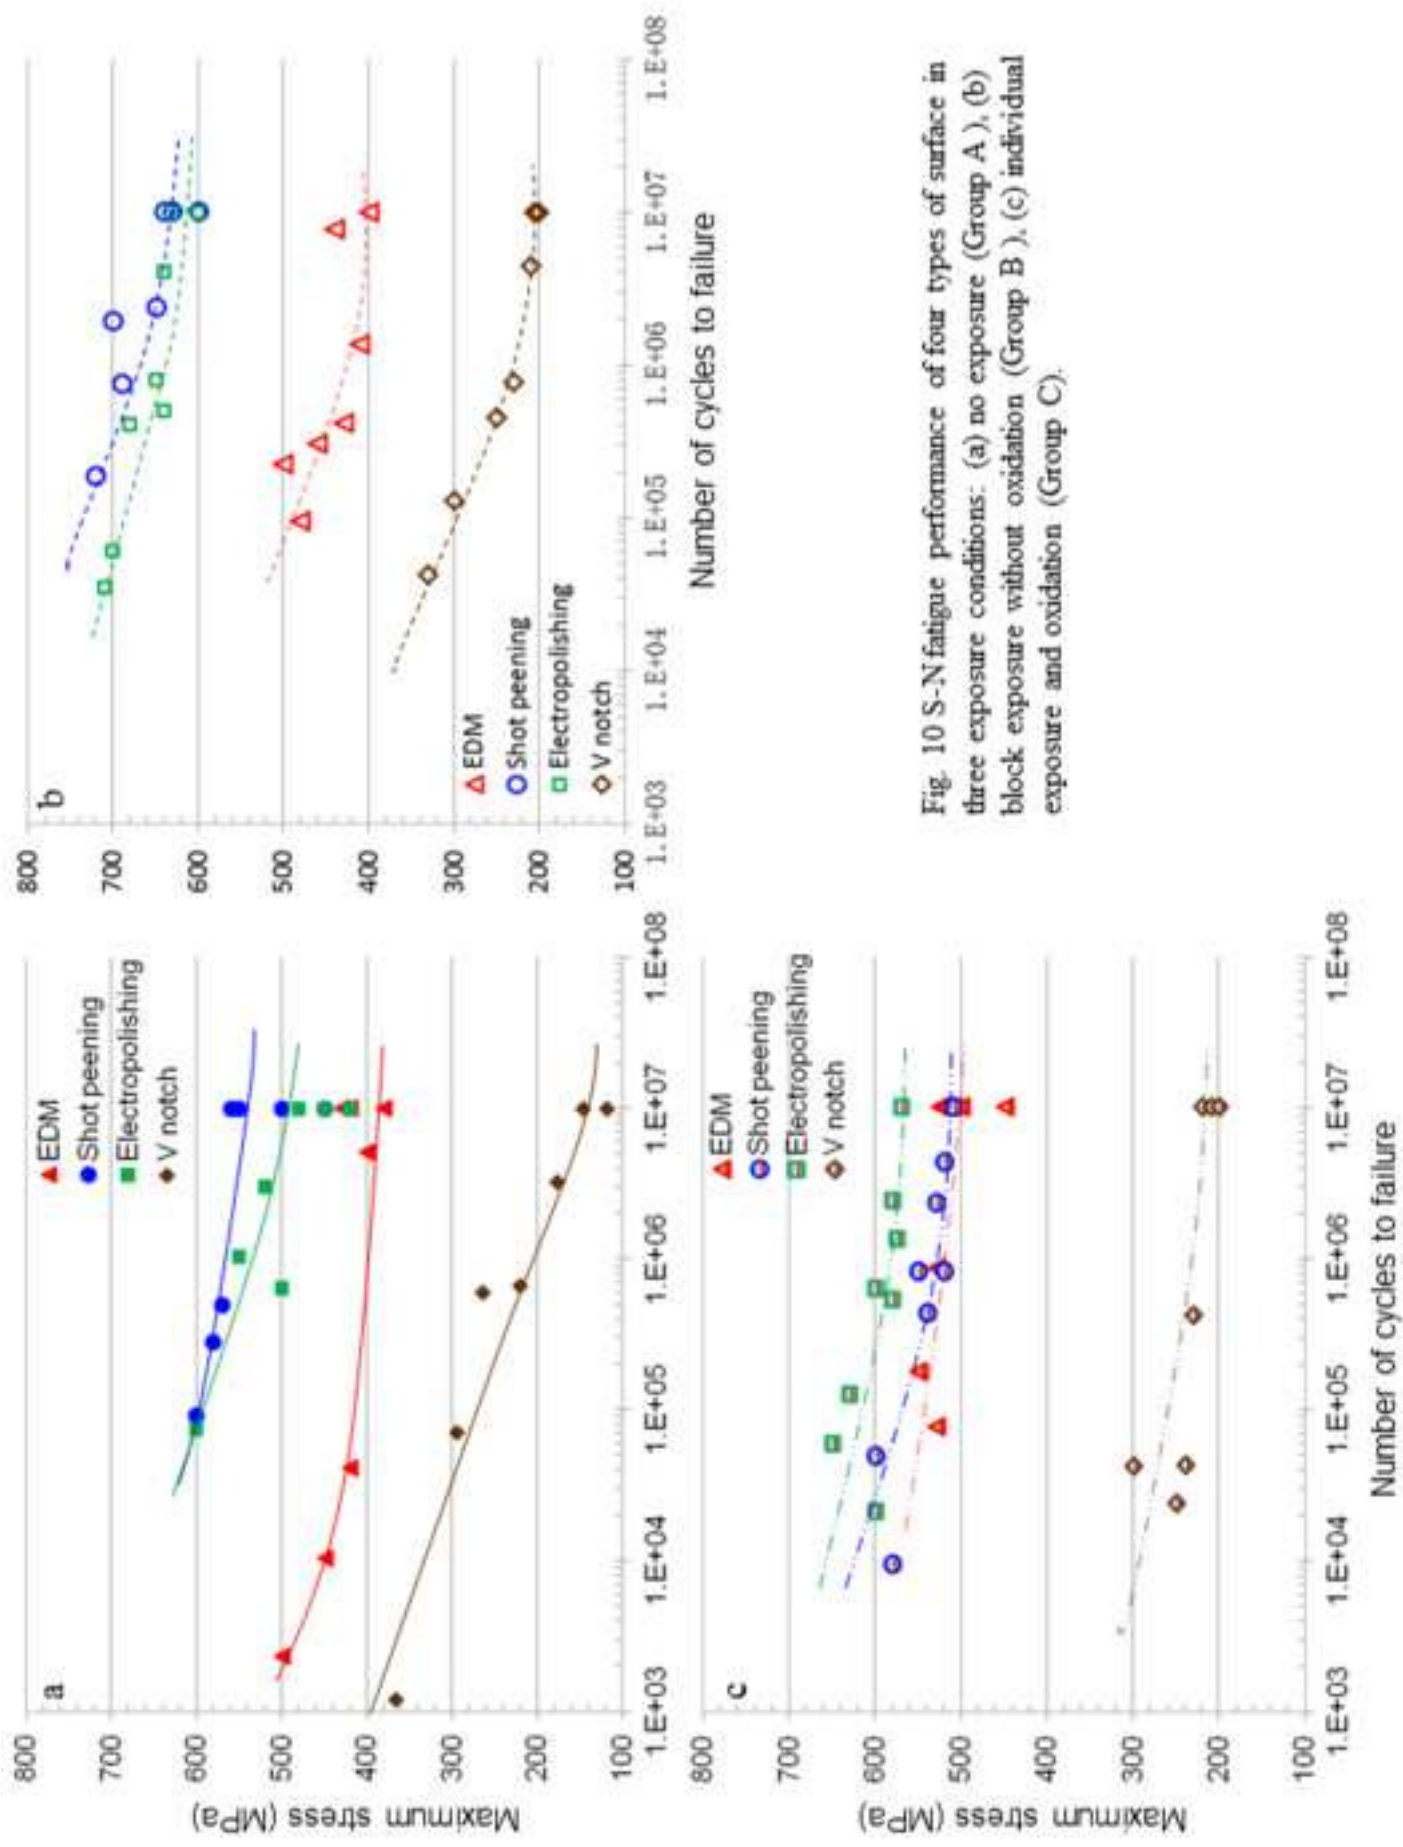 a
800
700
600
500
400
300
200
100
Maximum stress (MPa)
1.E+03
1.E+04
1.E+05
1.E+06
1.E+07
1.E+08
EDM
Shot peening
Electropolishing
V notch
b
800
700
600
500
400
300
200
100
1.E+03
1.E+04
1.E+05
1.E+06
1.E+07
1.E+08
Number of cycles to failure
EDM
Shot peening
Electropolishing
V notch
c
800
700
600
500
400
300
200
100
Maximum stress (MPa)
1.E+03
1.E+04
1.E+05
1.E+06
1.E+07
1.E+08
Number of cycles to failure
EDM
Shot peening
Electropolishing
V notch
Fig. 10 S-N fatigue performance of four types of surface in
three exposure conditions: (a) no exposure (Group A ), (b)
block exposure without oxidation (Group B ), (c) individual
exposure and oxidation (Group C).